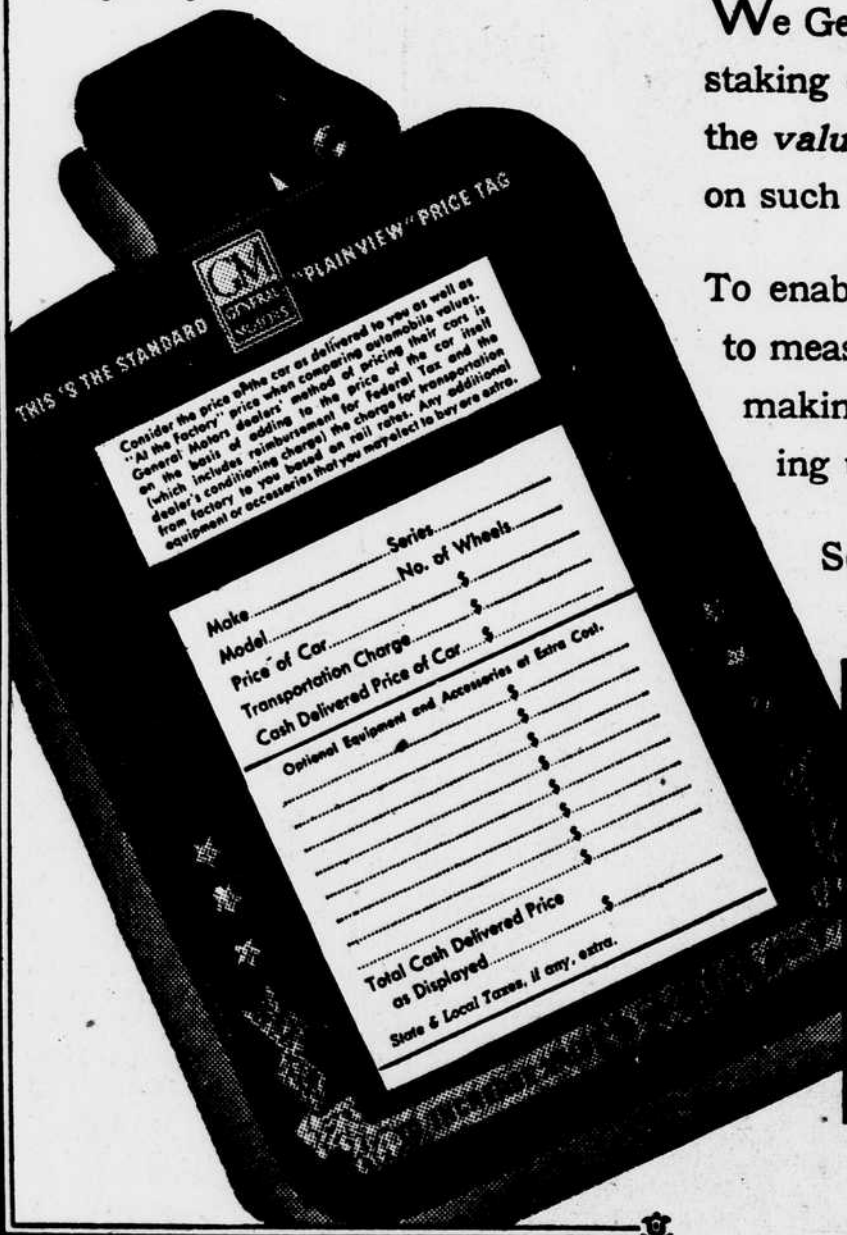 We Ge
staking
the valu
on such
To enab
to meas
makin
ing
THIS 'S THE STANDARD
GM
GENERAL
MOTORS
"PLAINVIEW" PRICE TAG
Consider the price of the car as delivered to you as well as
"At the Factory" price when comparing automobile values.
General Motors dealers' method of pricing their cars is
on the basis of adding to the price of the car itself
(which includes reimbursement for Federal Tax and the
dealer's conditioning charge) the charge for transportation
from factory to you based on rail rates. Any additional
equipment or accessories that you may elect to buy are extra.
Make Series
Model No. of Wheels
Price of Car $
Transportation Charge $
Cash Delivered Price of Car $
Optional Equipment and Accessories at Extra Cost.
$
$
$
$
$
$
$
$
Total Cash Delivered Price
as Displayed $
State & Local Taxes, if any, extra.